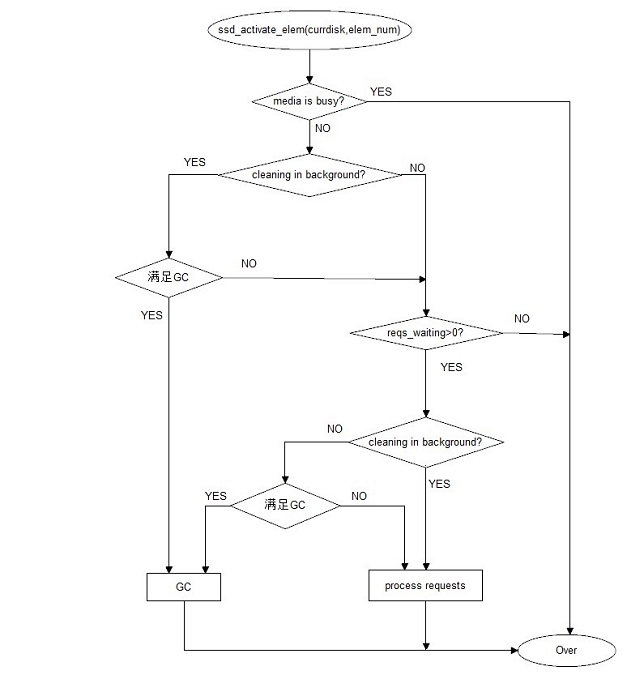 ssd_activate_elem(currdisk,elem_num)
media is busy?
YES
NO
cleaning in background?
YES
NO
满足GC
NO
YES
reqs_waiting>0?
NO
YES
cleaning in background?
NO
YES
满足GC
YES
NO
GC
process requests
Over